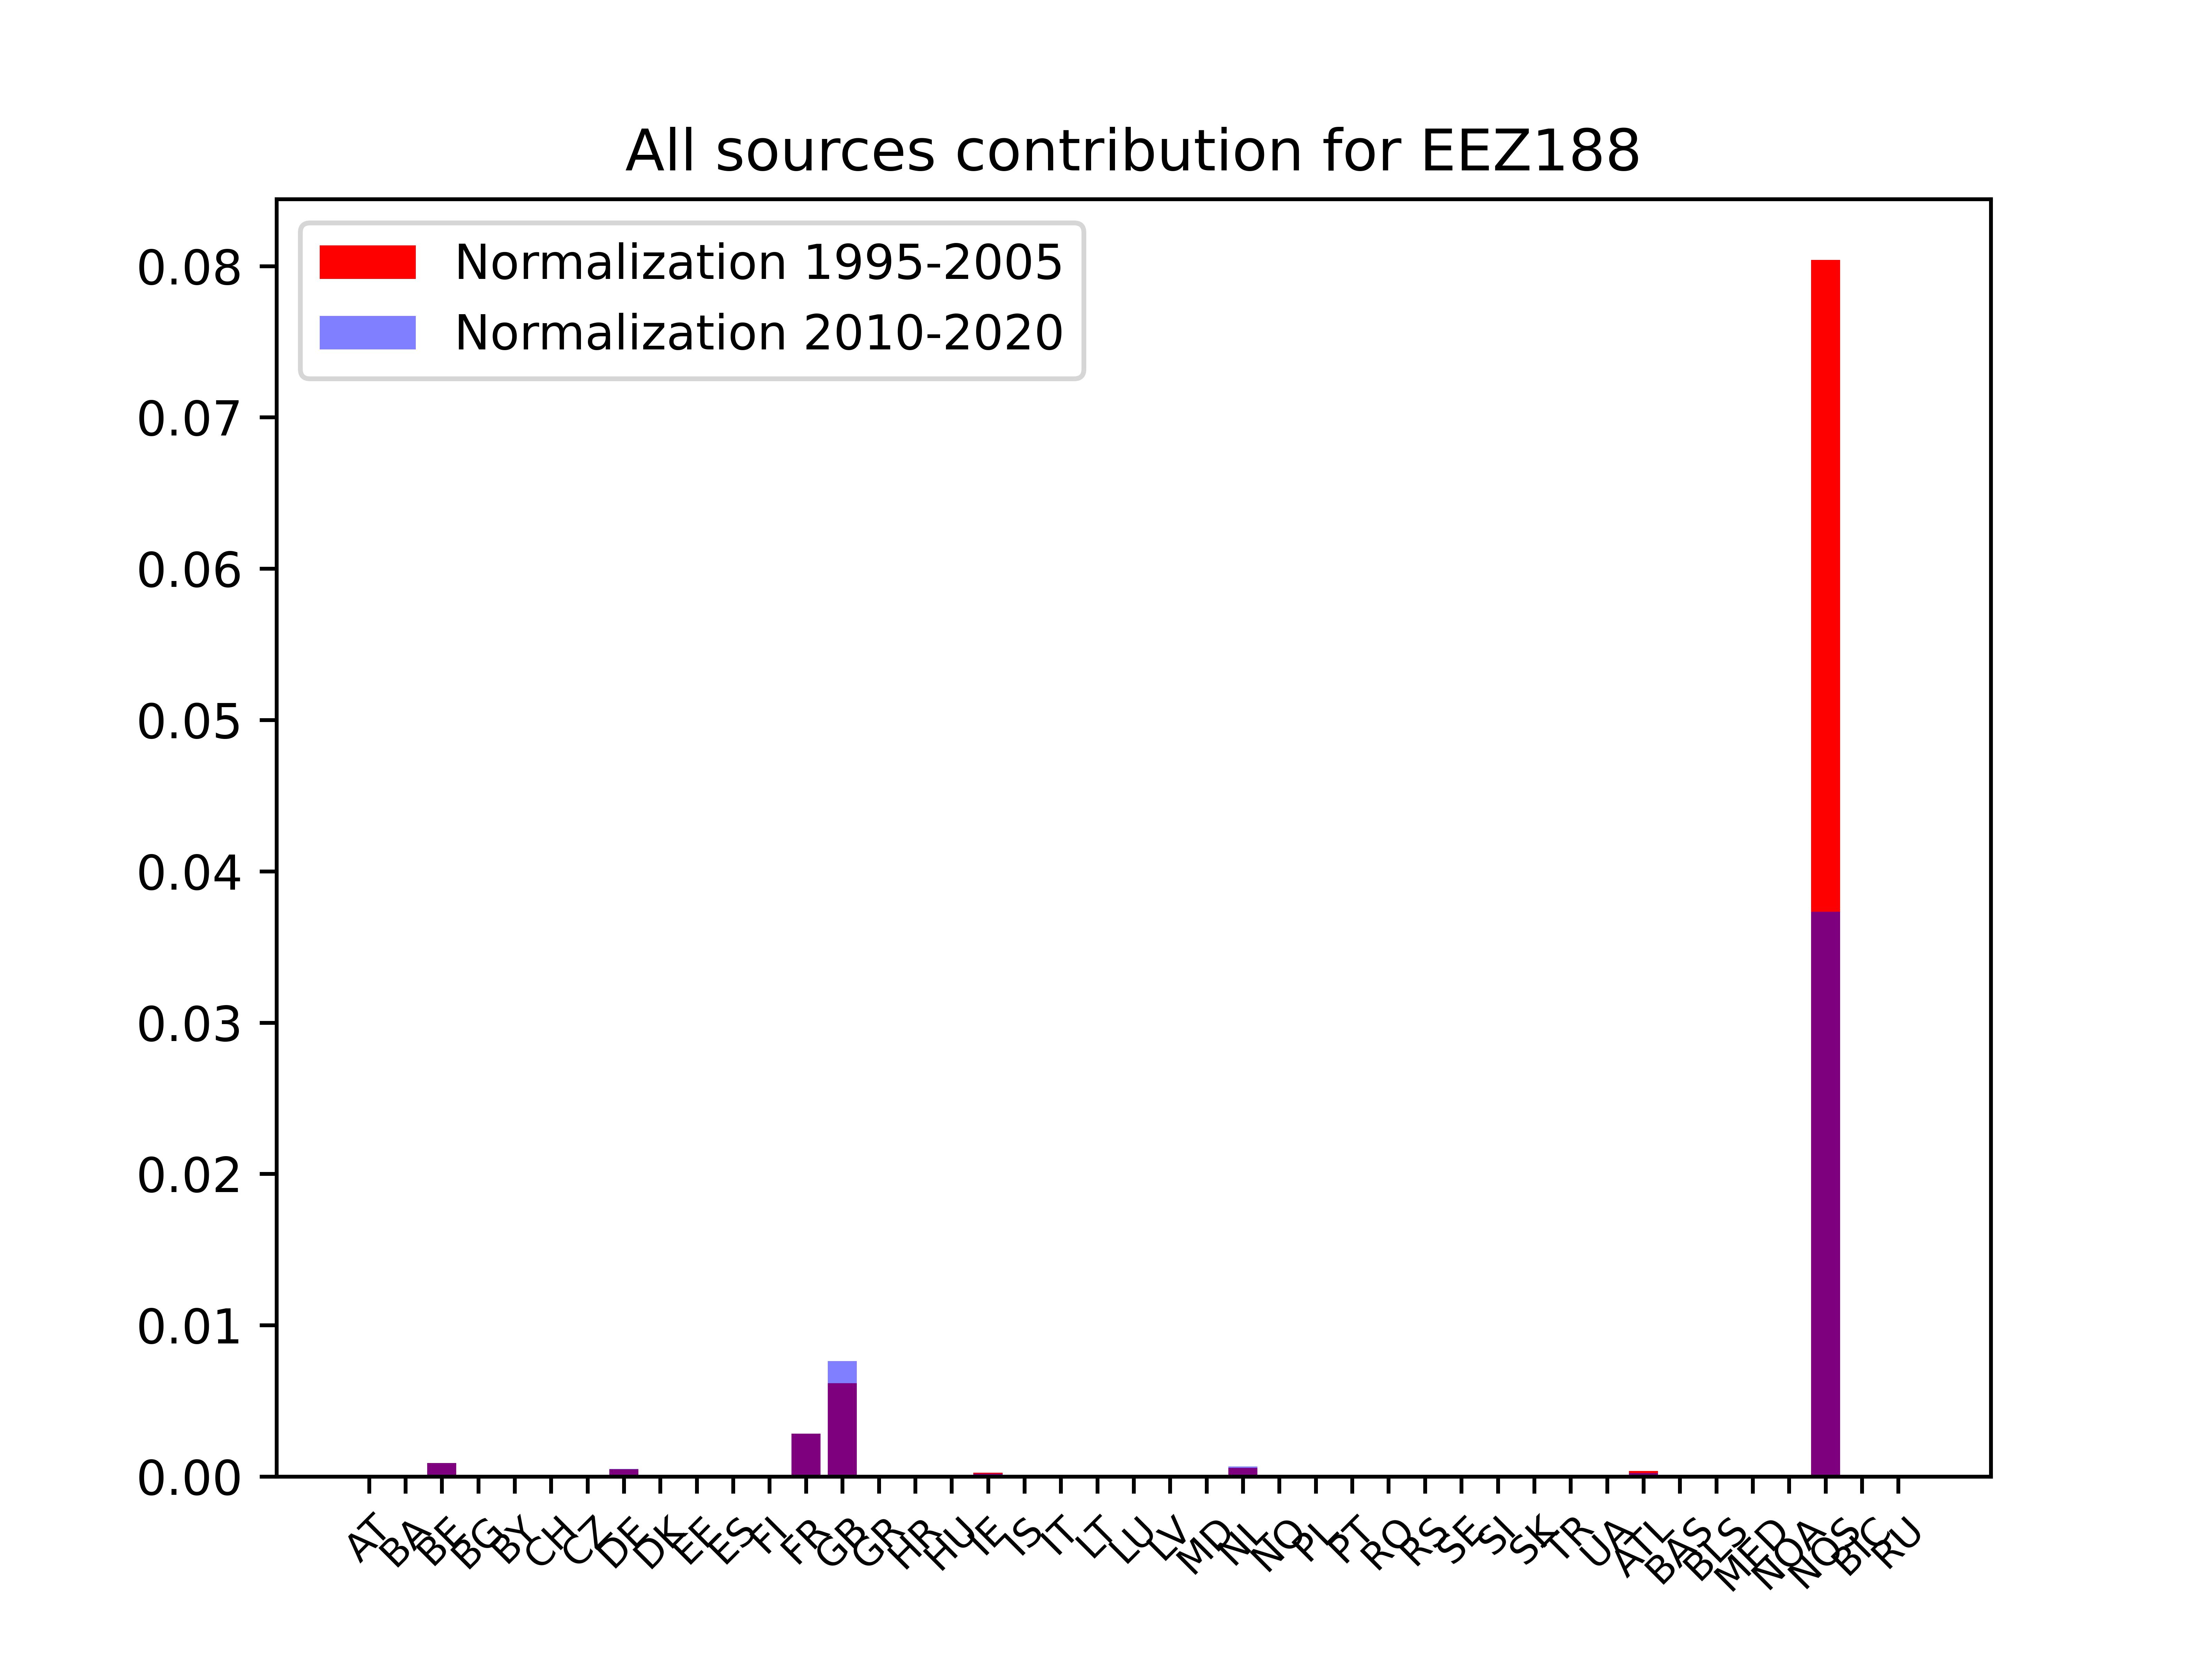 All sources contribution for EEZ188
Normalization 1995-2005
Normalization 2010-2020
0.08
0.07
0.06
0.05
0.04
0.03
0.02
0.01
0.00
AT
BA
BE
BG
BY
CH
CZ
DE
DK
EE
ES
FI
FR
GB
GR
HR
HU
IE
IS
IT
LT
LU
LV
MD
NL
NO
PL
PT
RO
RS
SE
SI
SK
TR
UA
ATL
BAS
BLS
MED
NOA
NOS
BIC
RU